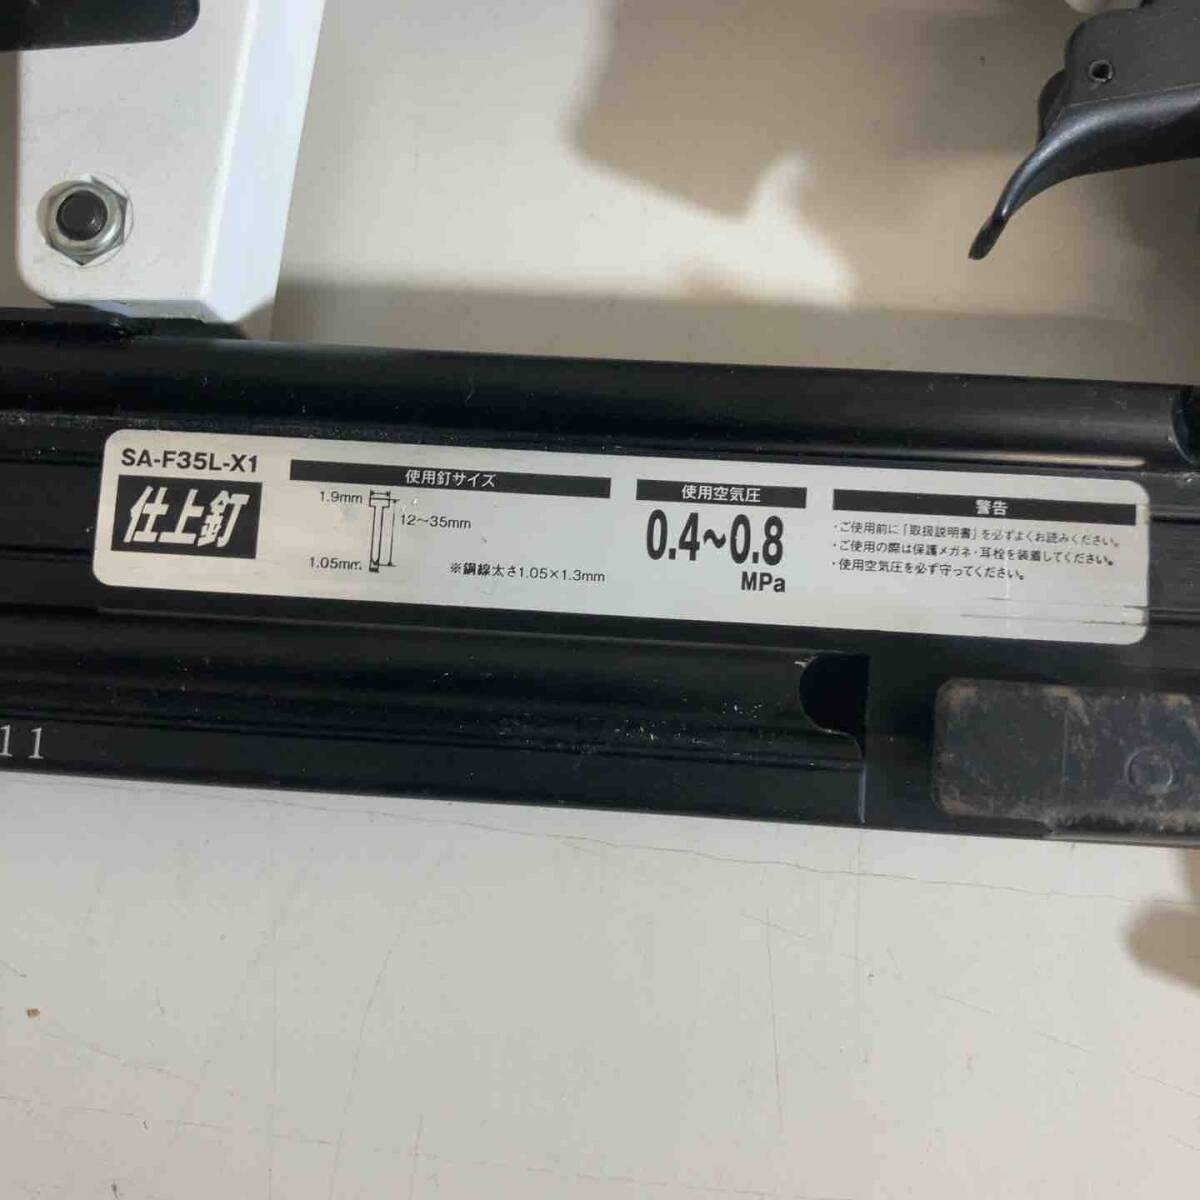 SA-F35L-X1
仕上釘
使用釘サイズ
1.9mm
12～35mm
1.05mm
※鋼線太さ1.05×1.3mm
使用空気圧
0.4～0.8
MPa
警告
・ご使用前に「取扱説明書」を必ずよくお読みください。
・ご使用の際は保護メガネ・耳栓を装着してください。
・使用空気圧を必ず守ってください。
11